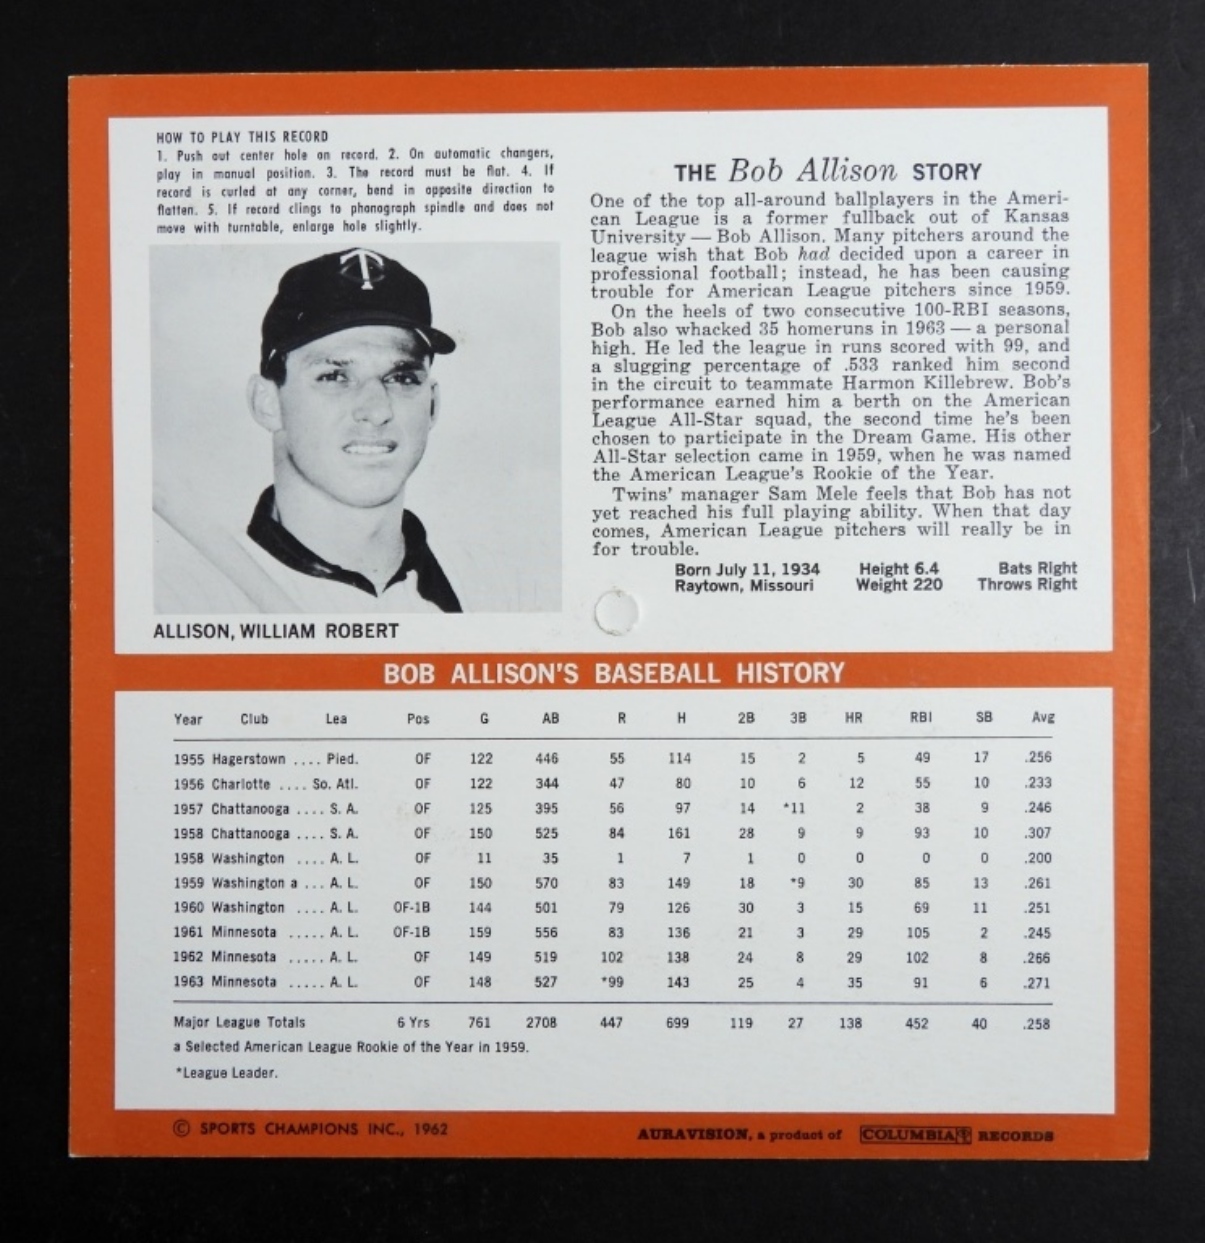 HOW TO PLAY THIS RECORD
1. Push out center hole on record. 2. On automatic changers,
play in manual position. 3. The record must be flat. 4. If
record is curled at any corner, bend in opposite direction to
flatten. 5. If record clings to phonograph spindle and does not
move with turntable, enlarge hole slightly.
T
ALLISON, WILLIAM ROBERT
THE Bob Allison STORY
One of the top all-around ballplayers in the Ameri-
can League is a former fullback out of Kansas
University — Bob Allison. Many pitchers around the
league wish that Bob had decided upon a career in
professional football; instead, he has been causing
trouble for American League pitchers since 1959.
On the heels of two consecutive 100-RBI seasons,
Bob also whacked 35 homeruns in 1963 — a personal
high. He led the league in runs scored with 99, and
a slugging percentage of .533 ranked him second
in the circuit to teammate Harmon Killebrew. Bob's
performance earned him a berth on the American
League All-Star squad, the second time he's been
chosen to participate in the Dream Game. His other
All-Star selection came in 1959, when he was named
the American League's Rookie of the Year.
Twins' manager Sam Mele feels that Bob has not
yet reached his full playing ability. When that day
comes, American League pitchers will really be in
for trouble.
Born July 11, 1934 Height 6.4 Bats Right
Raytown, Missouri Weight 220 Throws Right
BOB ALLISON'S BASEBALL HISTORY
Year Club Lea Pos G AB R H 2B 3B HR RBI SB Avg
1955 Hagerstown .... Pied. OF 122 446 55 114 15 2 5 49 17 .256
1956 Charlotte .... So. Atl. OF 122 344 47 80 10 6 12 55 10 .233
1957 Chattanooga .... S. A. OF 125 395 56 97 14 *11 2 38 9 .246
1958 Chattanooga .... S. A. OF 150 525 84 161 28 9 9 93 10 .307
1958 Washington .... A. L. OF 11 35 1 7 1 0 0 0 0 .200
1959 Washington a ... A. L. OF 150 570 83 149 18 *9 30 85 13 .261
1960 Washington .... A. L. OF-1B 144 501 79 126 30 3 15 69 11 .251
1961 Minnesota ..... A. L. OF-1B 159 556 83 136 21 3 29 105 2 .245
1962 Minnesota ..... A. L. OF 149 519 102 138 24 8 29 102 8 .266
1963 Minnesota ..... A. L. OF 148 527 *99 143 25 4 35 91 6 .271
Major League Totals 6 Yrs 761 2708 447 699 119 27 138 452 40 .258
a Selected American League Rookie of the Year in 1959.
*League Leader.
© SPORTS CHAMPIONS INC., 1962
AURAVISION, a product of COLUMBIA RECORDS